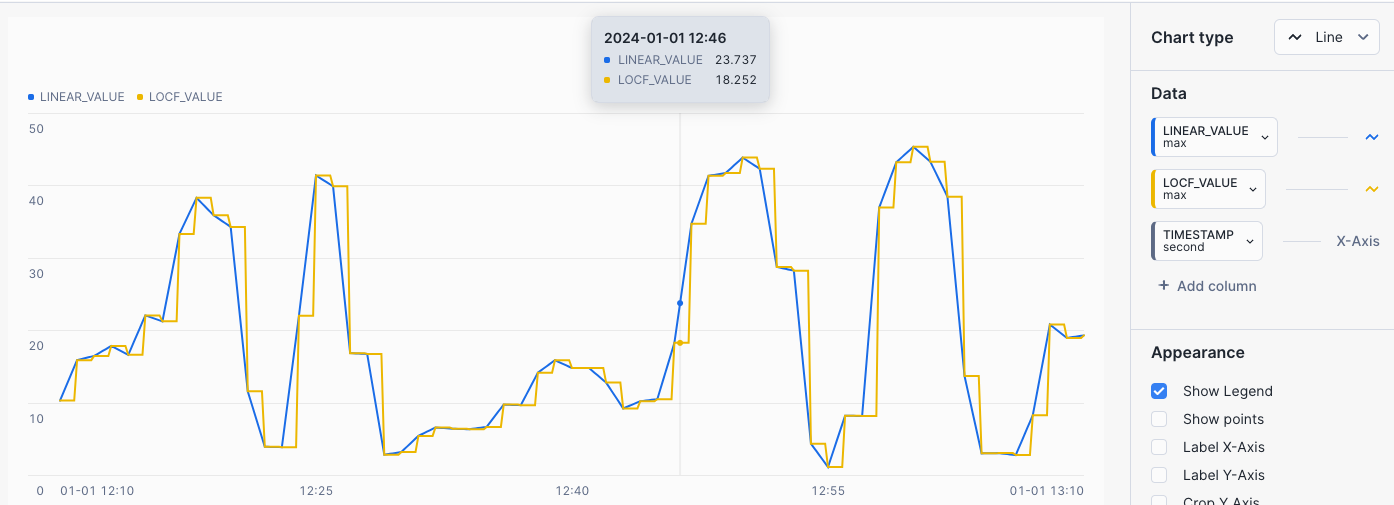 2024-01-01 12:46
LINEAR_VALUE 23.737
LOCF_VALUE 18.252
LINEAR_VALUE LOCF_VALUE
50
40
30
20
10
0
01-01 12:10 12:25 12:40 12:55 01-01 13:10
Chart type Line
Data
LINEAR_VALUE
max
LOCF_VALUE
max
TIMESTAMP
second
X-Axis
+ Add column
Appearance
Show Legend
Show points
Label X-Axis
Label Y-Axis
Crop Y Axis